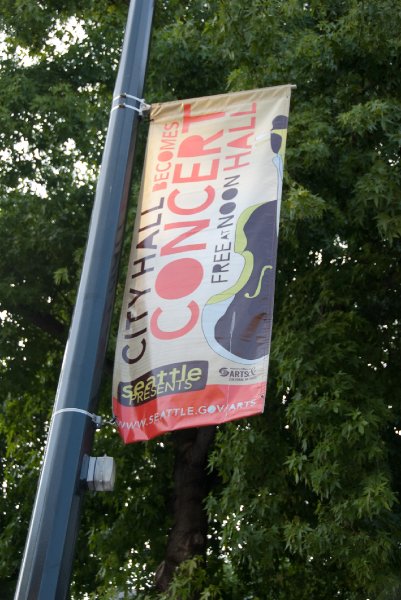 CITY HALL BECOMES
CONCERT
FREE AT NOON HALL
seattle
PRESENTS
ARTS &
WWW.SEATTLE.GOV/ARTS